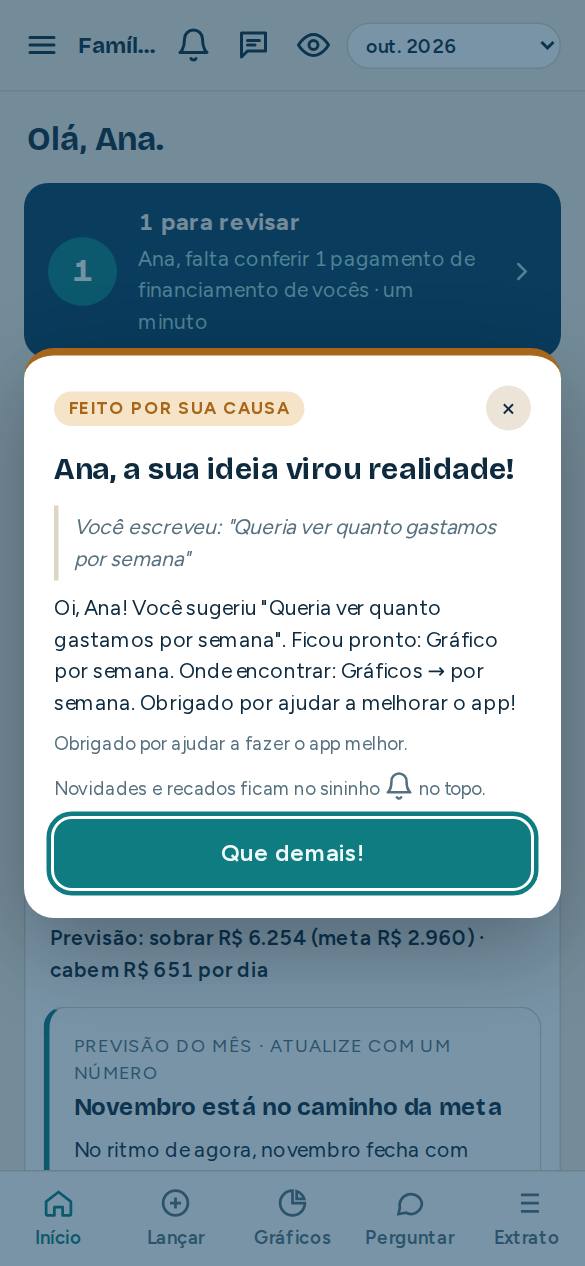 Famíl...
out. 2026
Olá, Ana.
1
1 para revisar
Ana, falta conferir 1 pagamento de
financiamento de vocês · um
minuto
FEITO POR SUA CAUSA
×
Ana, a sua ideia virou realidade!
Você escreveu: "Queria ver quanto gastamos
por semana"
Oi, Ana! Você sugeriu "Queria ver quanto
gastamos por semana". Ficou pronto: Gráfico
por semana. Onde encontrar: Gráficos → por
semana. Obrigado por ajudar a melhorar o app!
Obrigado por ajudar a fazer o app melhor.
Novidades e recados ficam no sininho no topo.
Que demais!
Previsão: sobrar R$ 6.254 (meta R$ 2.960) ·
cabem R$ 651 por dia
PREVISÃO DO MÊS · ATUALIZE COM UM
NÚMERO
Novembro está no caminho da meta
No ritmo de agora, novembro fecha com
Início
Lançar
Gráficos
Perguntar
Extrato